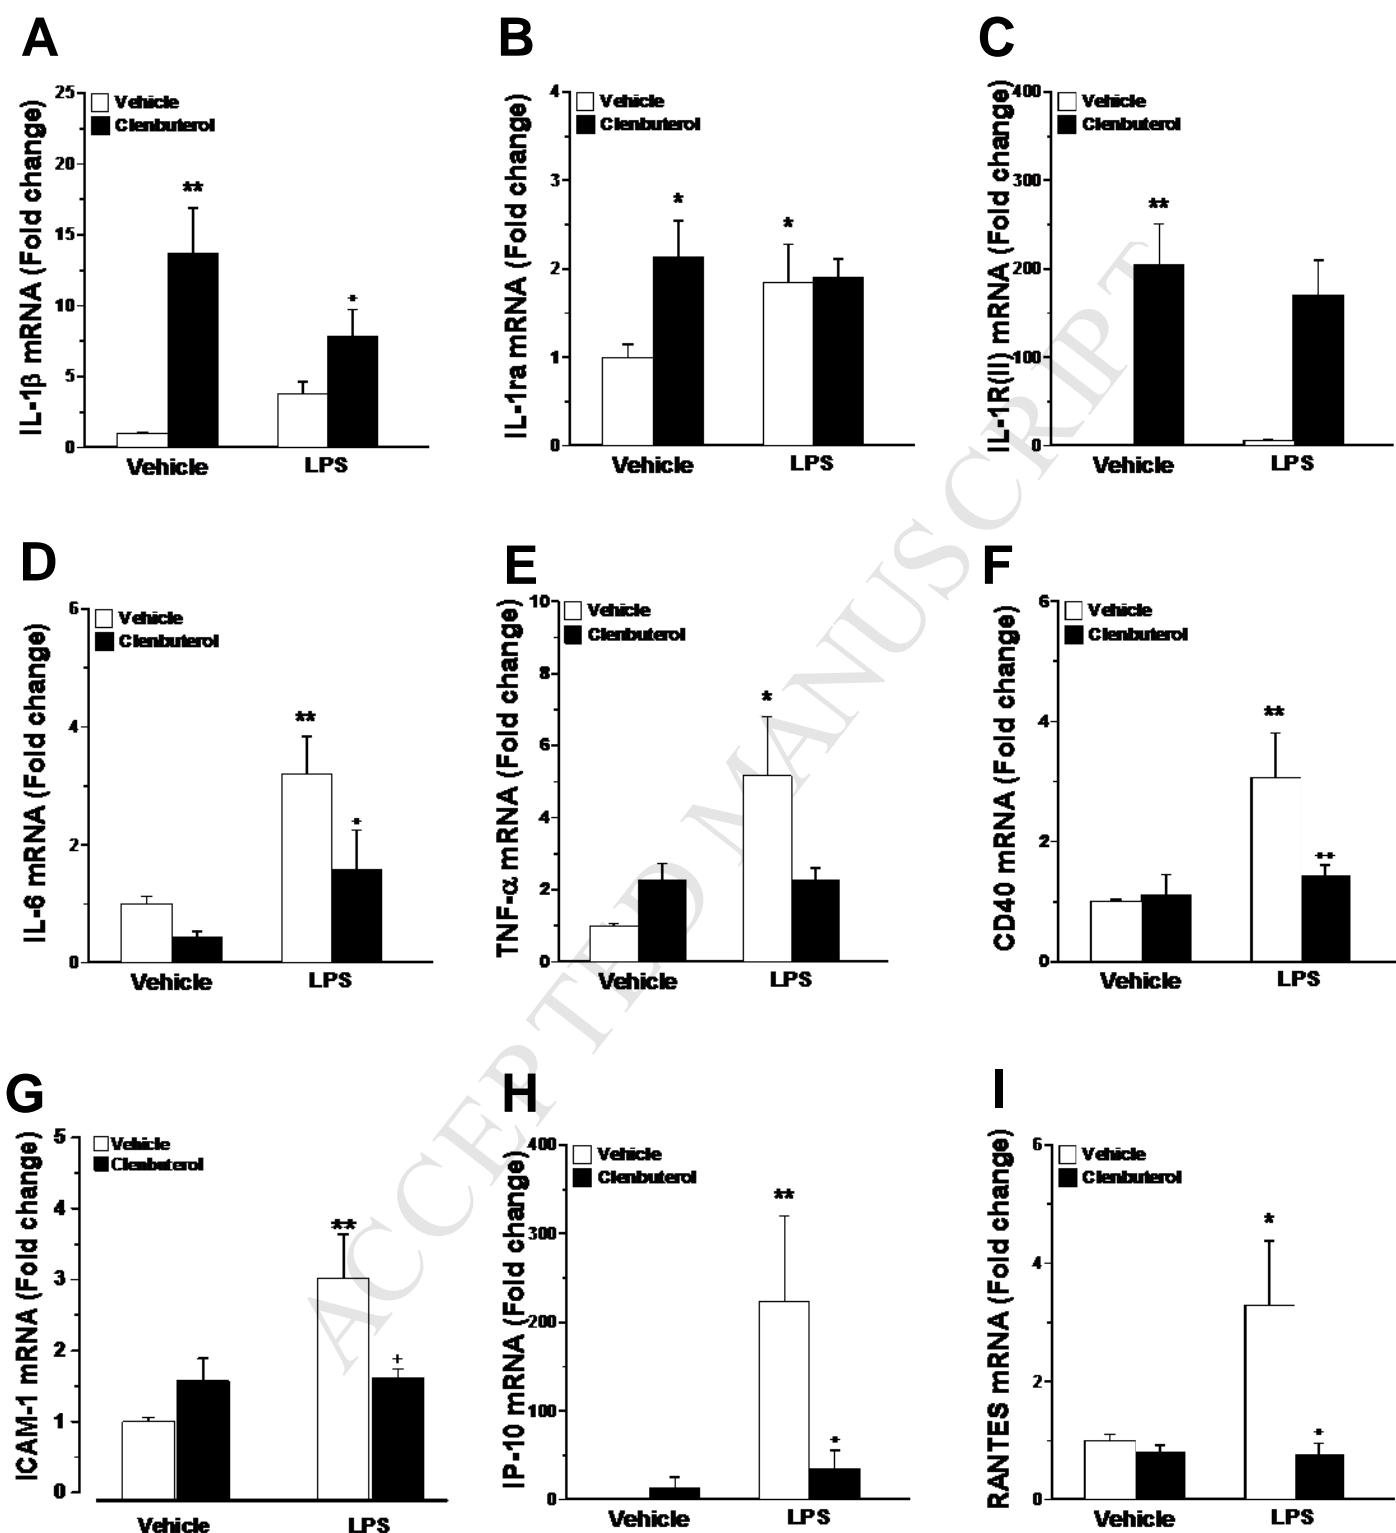 A
IL-1β mRNA (Fold change)
25
20
15
10
5
0
Vehicle
Clenbuterol
**
+
Vehicle
LPS
B
IL-1ra mRNA (Fold change)
4
3
2
1
0
Vehicle
Clenbuterol
*
*
Vehicle
LPS
C
IL-1R(II) mRNA (Fold change)
400
300
200
100
0
Vehicle
Clenbuterol
**
Vehicle
LPS
D
IL-6 mRNA (Fold change)
6
4
2
0
Vehicle
Clenbuterol
**
+
Vehicle
LPS
E
TNF-α mRNA (Fold change)
10
8
6
4
2
0
Vehicle
Clenbuterol
*
Vehicle
LPS
F
CD40 mRNA (Fold change)
6
4
2
0
Vehicle
Clenbuterol
**
++
Vehicle
LPS
G
ICAM-1 mRNA (Fold change)
5
4
3
2
1
0
Vehicle
Clenbuterol
**
+
Vehicle
LPS
H
IP-10 mRNA (Fold change)
400
300
200
100
0
Vehicle
Clenbuterol
**
+
Vehicle
LPS
I
RANTES mRNA (Fold change)
6
4
2
0
Vehicle
Clenbuterol
*
+
Vehicle
LPS
ACCEPTED MANUSCRIPT